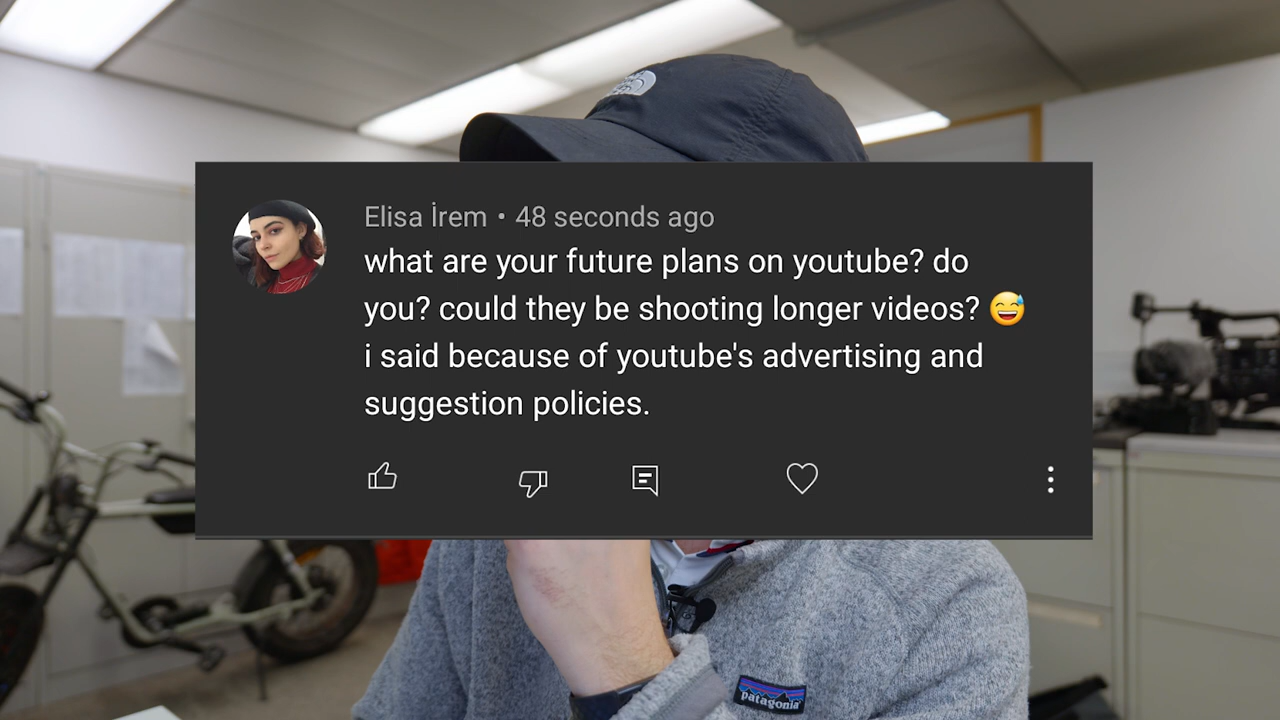 Elisa İrem • 48 seconds ago
what are your future plans on youtube? do
you? could they be shooting longer videos? 😅
i said because of youtube's advertising and
suggestion policies.
patagonia